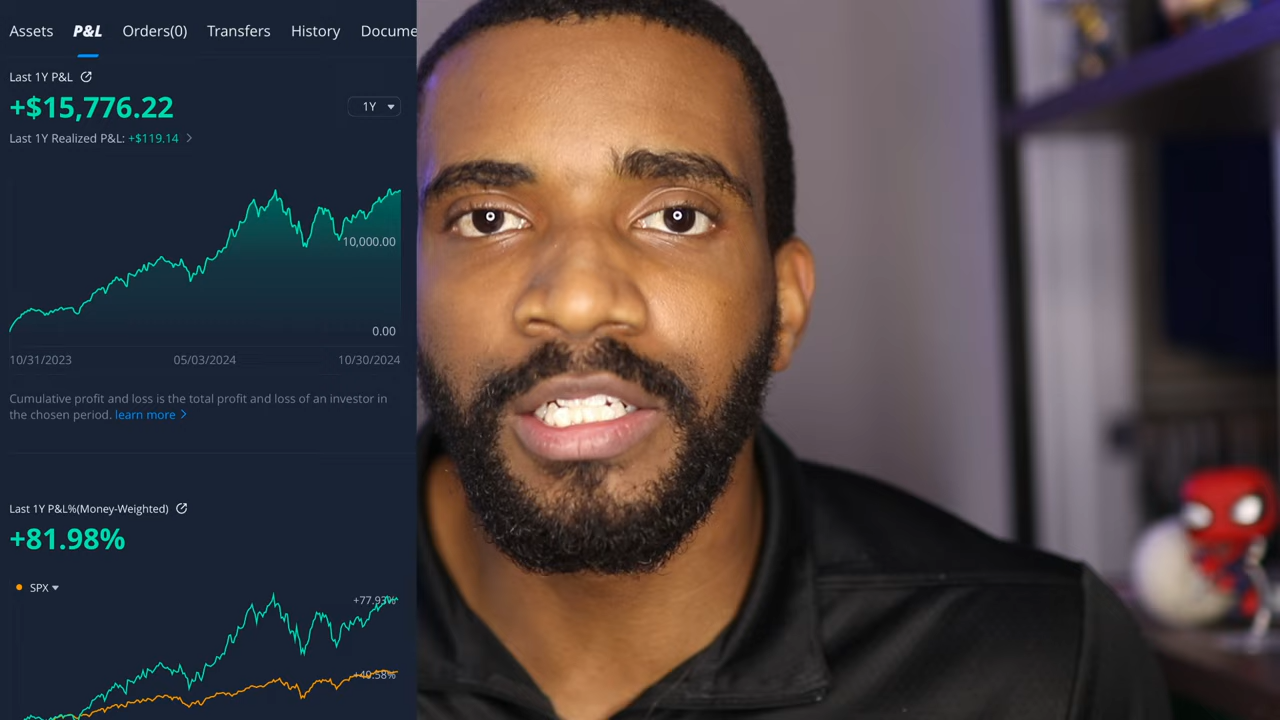 Assets P&L Orders(0) Transfers History Docume
Last 1Y P&L
+$15,776.22
1Y
Last 1Y Realized P&L: +$119.14
10,000.00
0.00
10/31/2023 05/03/2024 10/30/2024
Cumulative profit and loss is the total profit and loss of an investor in
the chosen period. learn more
Last 1Y P&L%(Money-Weighted)
+81.98%
SPX
+77.93%